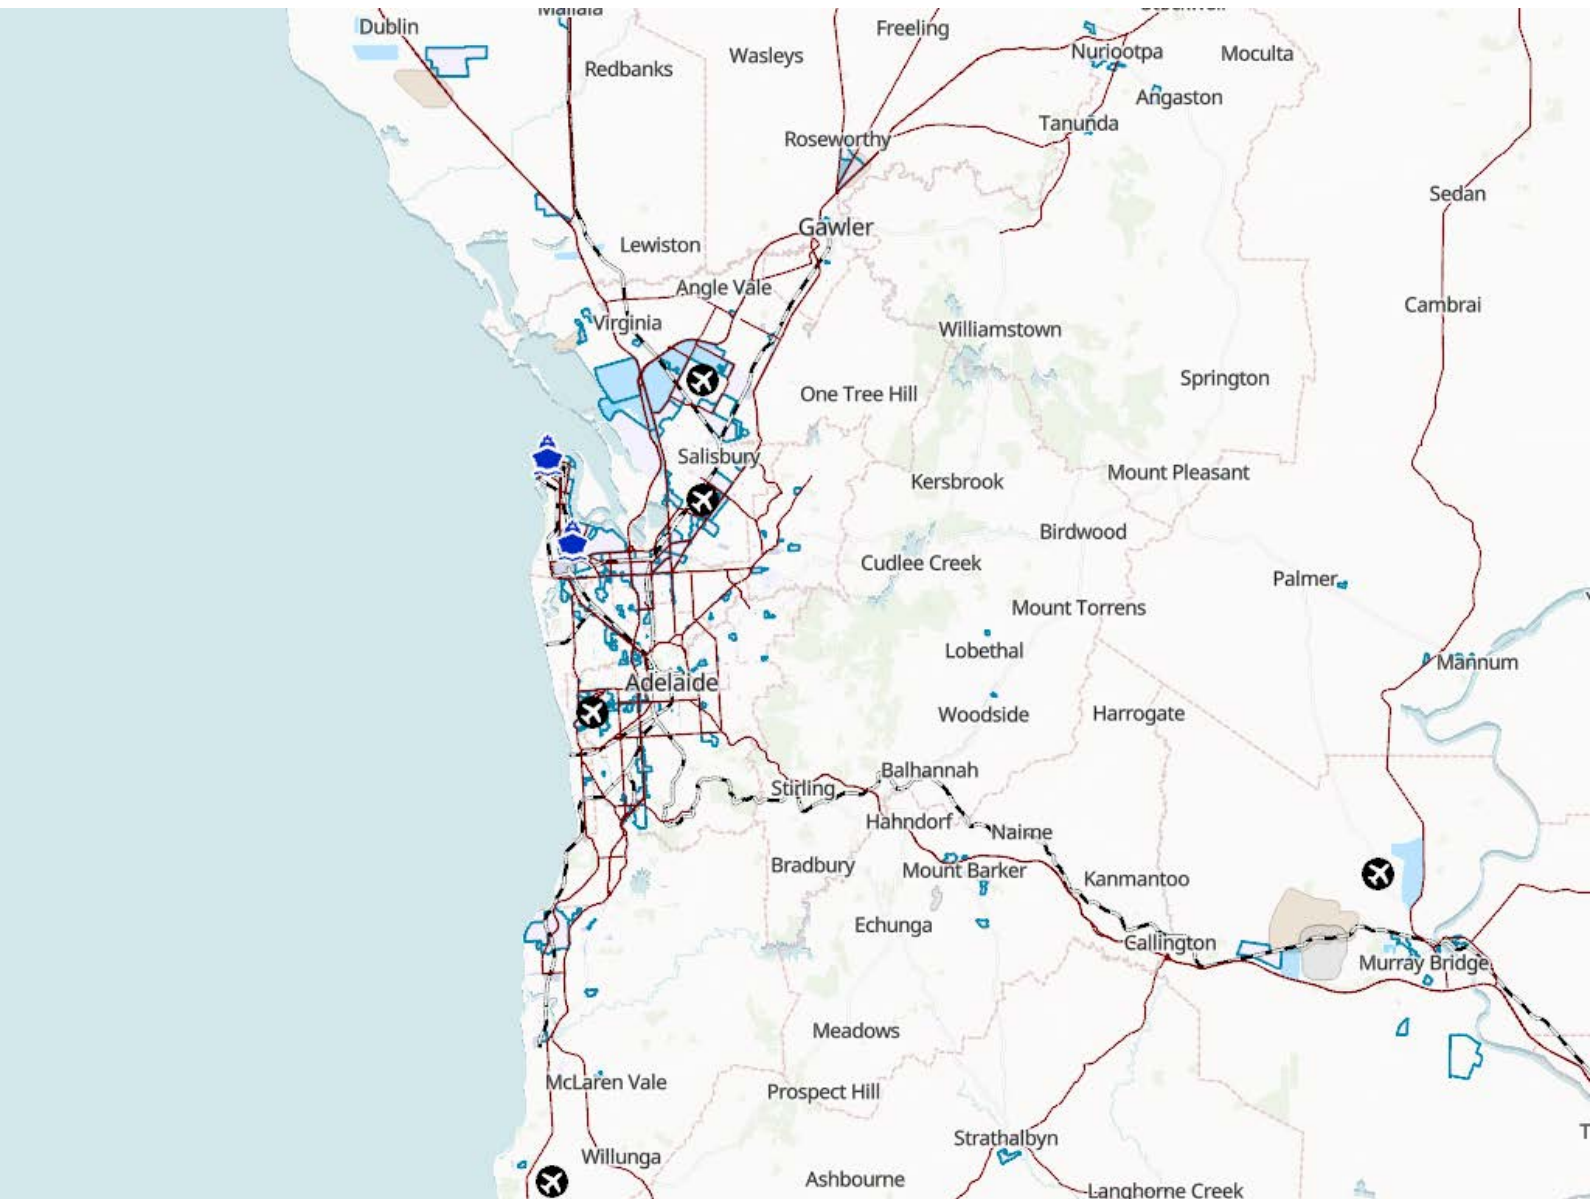 Mallala
Dublin
Freeling
Wasleys
Nuriootpa
Moculta
Redbanks
Angaston
Tanunda
Roseworthy
Sedan
Gawler
Lewiston
Angle Vale
Cambrai
Virginia
Williamstown
Springton
One Tree Hill
Salisbury
Mount Pleasant
Kersbrook
Birdwood
Cudlee Creek
Palmer
Mount Torrens
Lobethal
Mannum
Adelaide
Woodside
Harrogate
Balhannah
Stirling
Hahndorf
Nairne
Bradbury
Mount Barker
Kanmantoo
Echunga
Callington
Murray Bridge
Meadows
McLaren Vale
Prospect Hill
T
Strathalbyn
Willunga
Ashbourne
Langhorne Creek